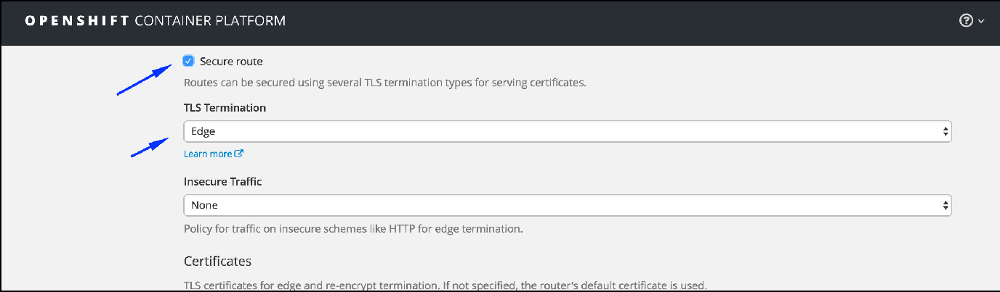 OPENSHIFT CONTAINER PLATFORM
Secure route
Routes can be secured using several TLS termination types for serving certificates.
TLS Termination
Edge
Learn more
Insecure Traffic
None
Policy for traffic on insecure schemes like HTTP for edge termination.
Certificates
TLS certificates for edge and re-encrypt termination. If not specified, the router's default certificate is used.